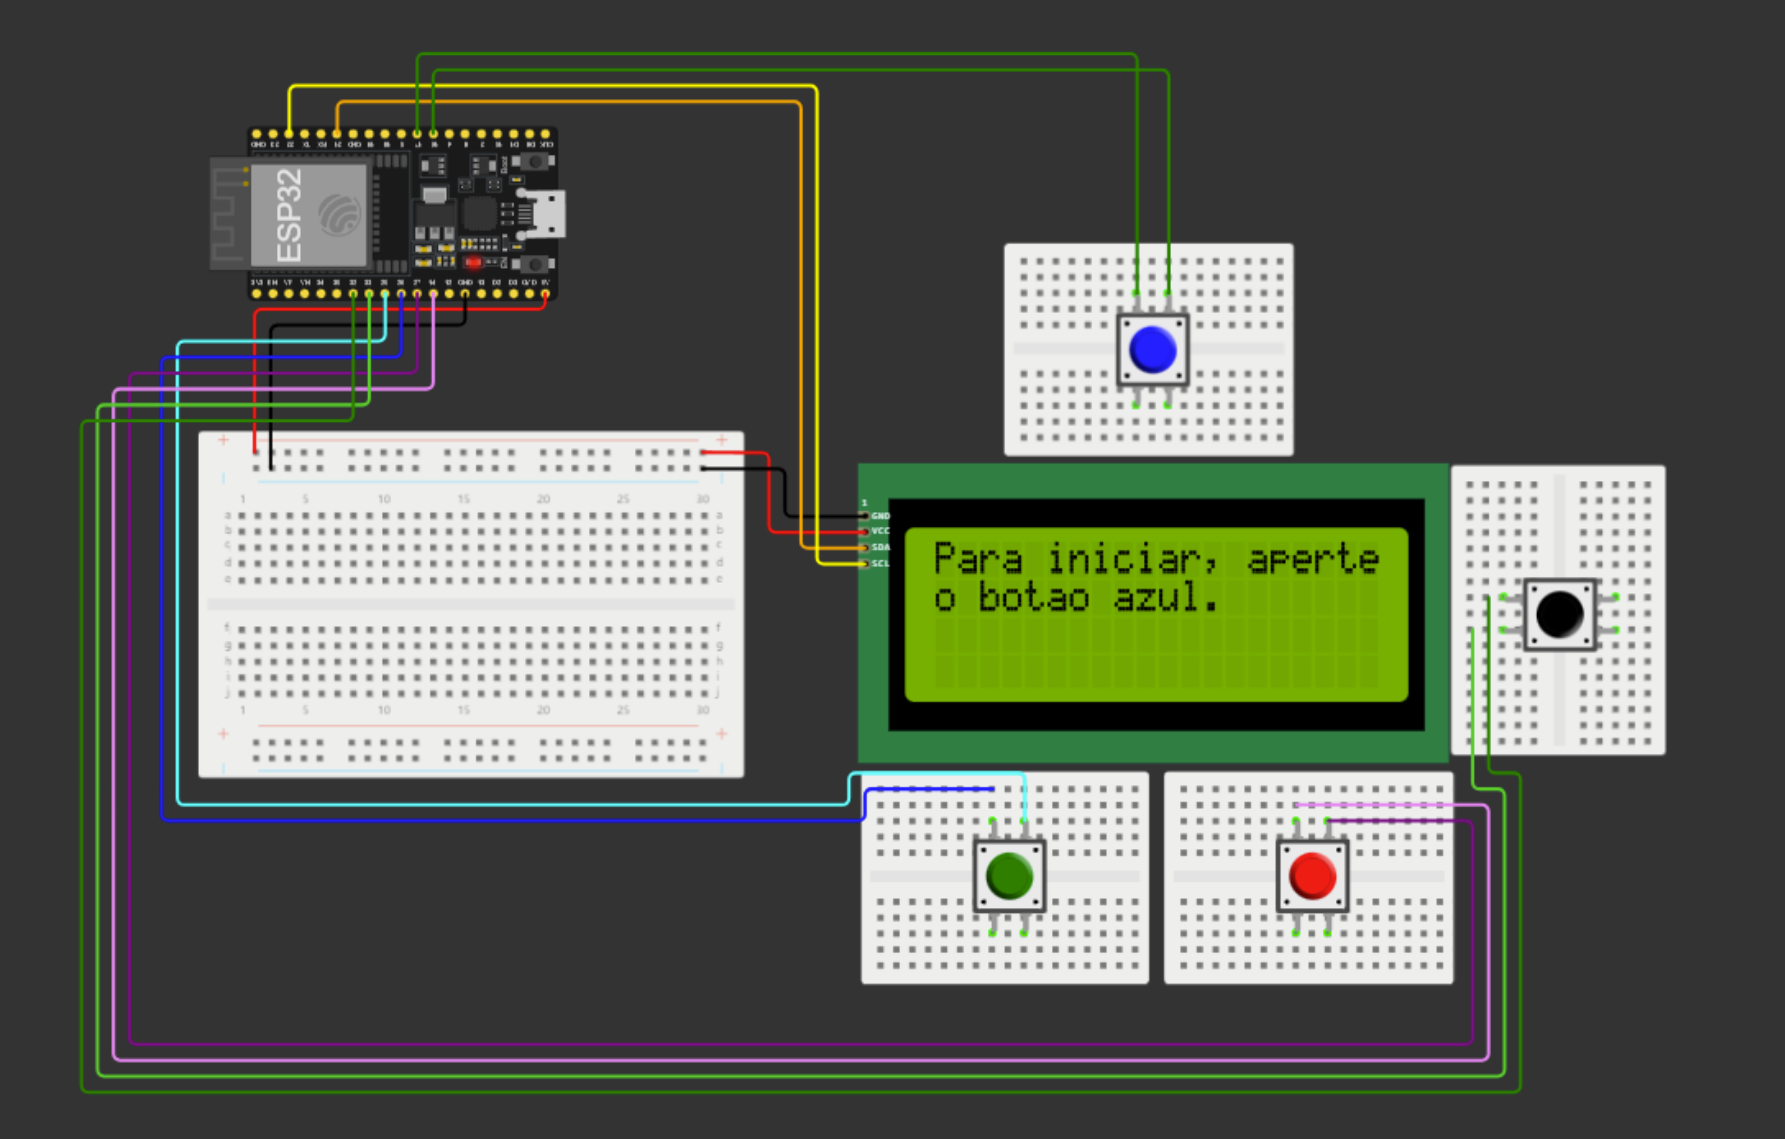 ESP32
+ +
1 5 10 15 20 25 30
a a
b b
c c
d d
e e
f f
g g
h h
i i
j j
1 5 10 15 20 25 30
+ +
1
GND
VCC
SDA
SCL
Para iniciar, aperte
o botao azul.